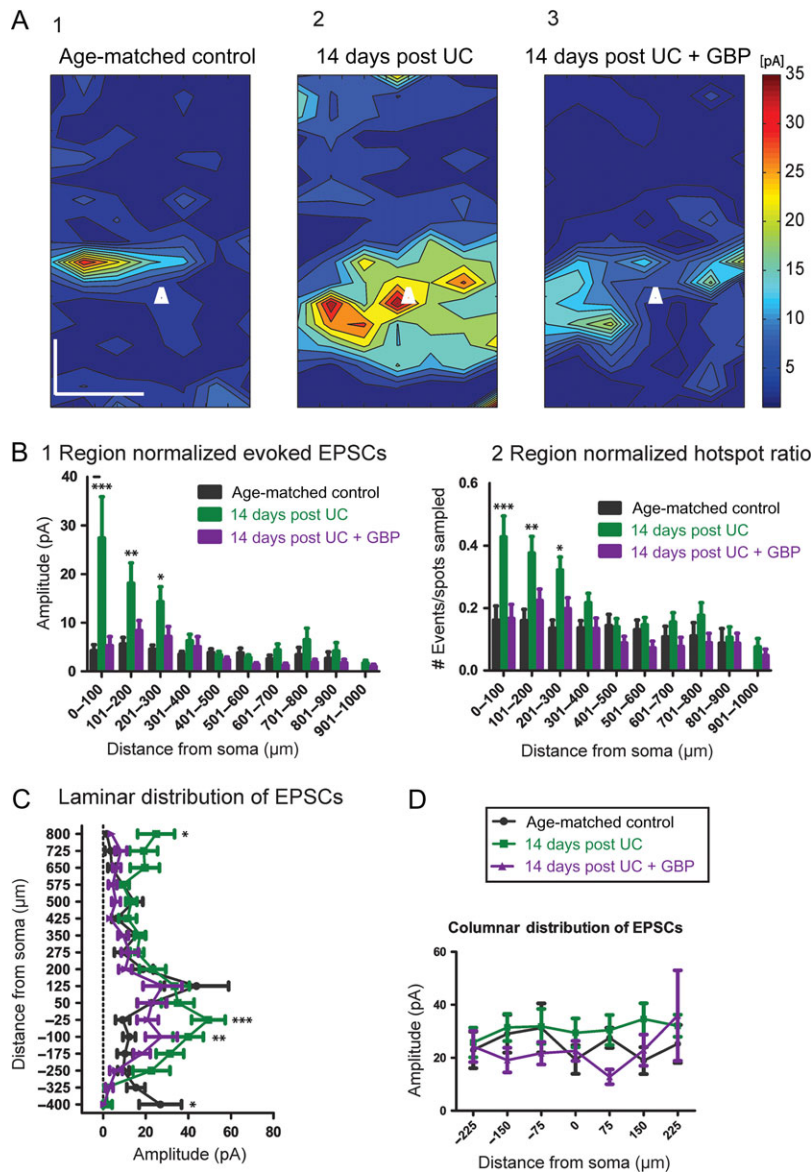 A
1
Age-matched control
2
14 days post UC
3
14 days post UC + GBP
[pA]
35
30
25
20
15
10
5
B
1 Region normalized evoked EPSCs
Amplitude (pA)
40
30
20
10
0
***
**
*
Age-matched control
14 days post UC
14 days post UC + GBP
0–100
101–200
201–300
301–400
401–500
501–600
601–700
701–800
801–900
901–1000
Distance from soma (µm)
2 Region normalized hotspot ratio
# Events/spots sampled
0.6
0.4
0.2
0.0
***
**
*
Age-matched control
14 days post UC
14 days post UC + GBP
0–100
101–200
201–300
301–400
401–500
501–600
601–700
701–800
801–900
901–1000
Distance from soma (µm)
C
Laminar distribution of EPSCs
Distance from soma (µm)
800
725
650
575
500
425
350
275
200
125
50
–25
–100
–175
–250
–325
–400
*
***
**
*
0
20
40
60
80
Amplitude (pA)
D
Age-matched control
14 days post UC
14 days post UC + GBP
Columnar distribution of EPSCs
Amplitude (pA)
60
40
20
0
–225
–150
–75
0
75
150
225
Distance from soma (µm)